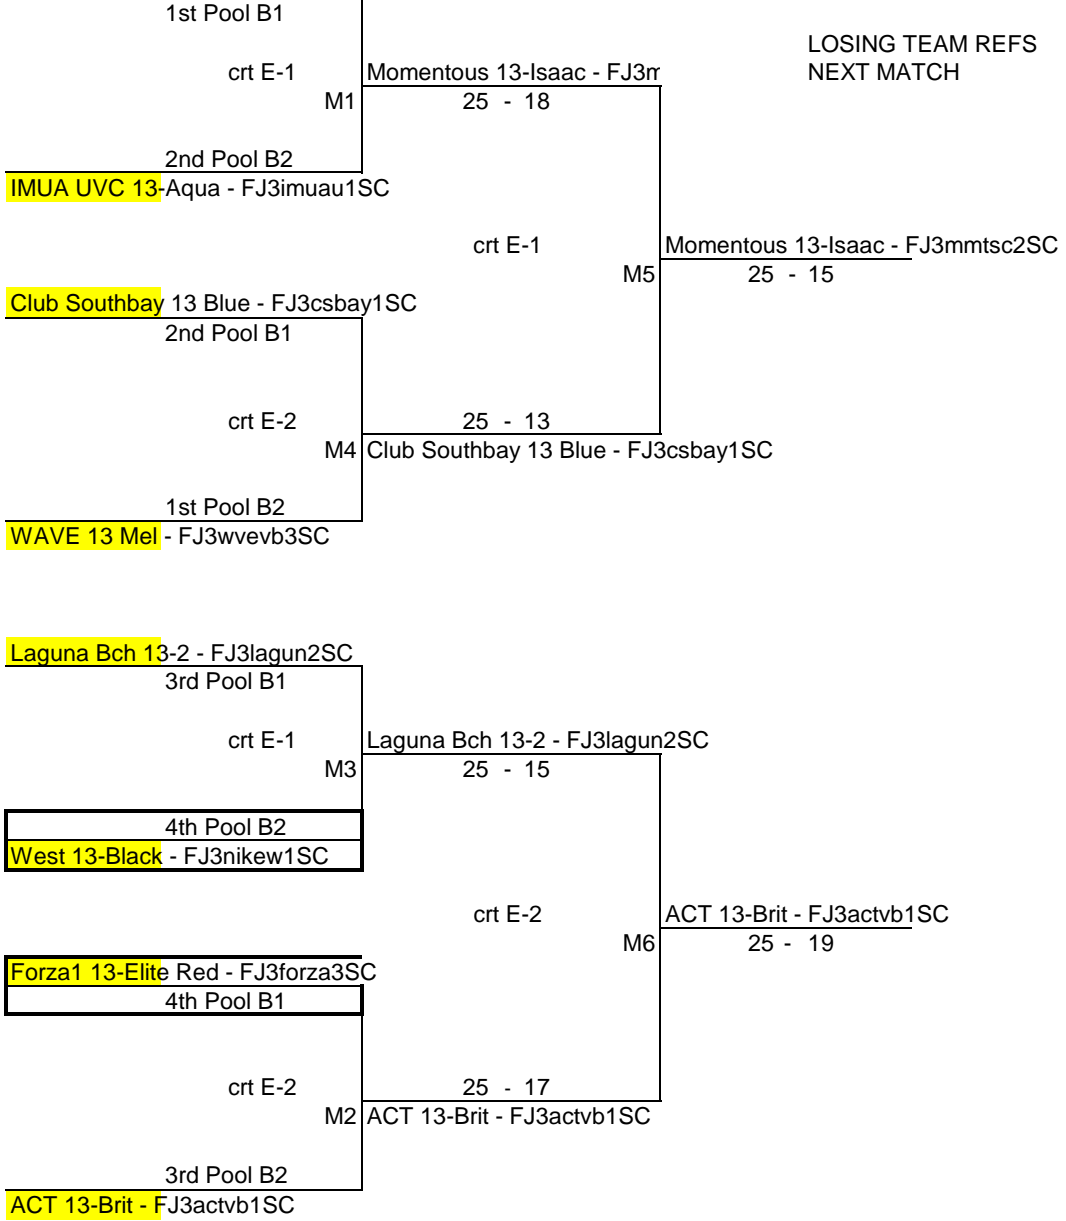 1st Pool B1
LOSING TEAM REFS
NEXT MATCH
crt E-1
Momentous 13-Isaac - FJ3m
M1
25 - 18
2nd Pool B2
IMUA UVC 13-Aqua - FJ3imuau1SC
crt E-1
Momentous 13-Isaac - FJ3mmtsc2SC
M5
25 - 15
Club Southbay 13 Blue - FJ3csbay1SC
2nd Pool B1
crt E-2
25 - 13
M4
Club Southbay 13 Blue - FJ3csbay1SC
1st Pool B2
WAVE 13 Mel - FJ3wvevb3SC
Laguna Bch 13-2 - FJ3lagun2SC
3rd Pool B1
crt E-1
Laguna Bch 13-2 - FJ3lagun2SC
M3
25 - 15
4th Pool B2
West 13-Black - FJ3nikew1SC
crt E-2
ACT 13-Brit - FJ3actvb1SC
M6
25 - 19
Forza1 13-Elite Red - FJ3forza3SC
4th Pool B1
crt E-2
25 - 17
M2
ACT 13-Brit - FJ3actvb1SC
3rd Pool B2
ACT 13-Brit - FJ3actvb1SC